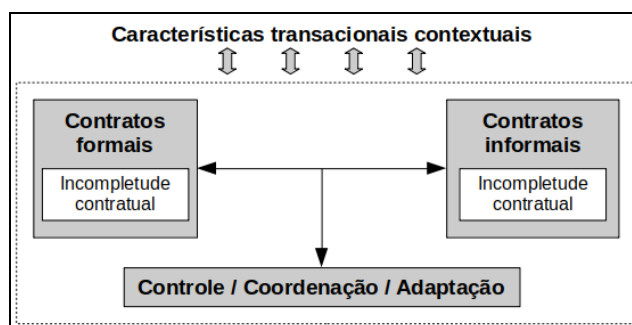 Características transacionais contextuais
Contratos
formais
Incompletude
contratual
Contratos
informais
Incompletude
contratual
Controle / Coordenação / Adaptação